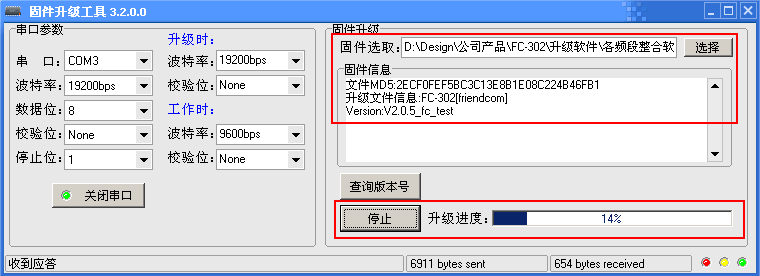 固件升级工具 3.2.0.0
串口参数
升级时：
串　口： COM3
波特率： 19200bps
波特率： 19200bps
校验位： None
数据位： 8
工作时：
校验位： None
波特率： 9600bps
停止位： 1
校验位： None
关闭串口
固件升级
固件选取： D:\Design\公司产品\FC-302\升级软件\各频段整合软
选择
固件信息
文件MD5:2ECF0FEF5BC3C13E8B1E08C224B46FB1
升级文件信息:FC-302[friendcom]
Version:V2.0.5_fc_test
查询版本号
停止
升级进度： 14%
收到应答
6911 bytes sent
654 bytes received